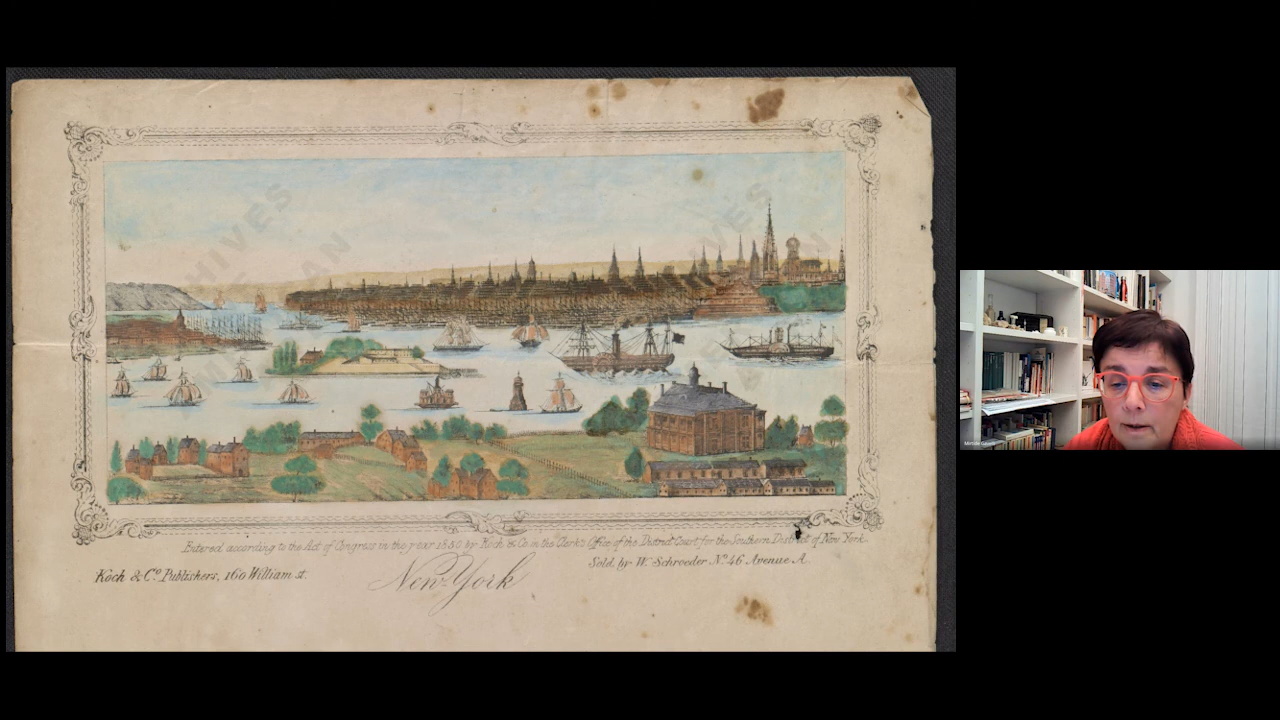 Entered according to the Act of Congress in the year 1850 by Koch & Co in the Clerk's Office of the District Court for the Southern District of New York
Koch & Co. Publishers, 160 William st.
New-York
Sold by W. Schroeder No. 46 Avenue A.